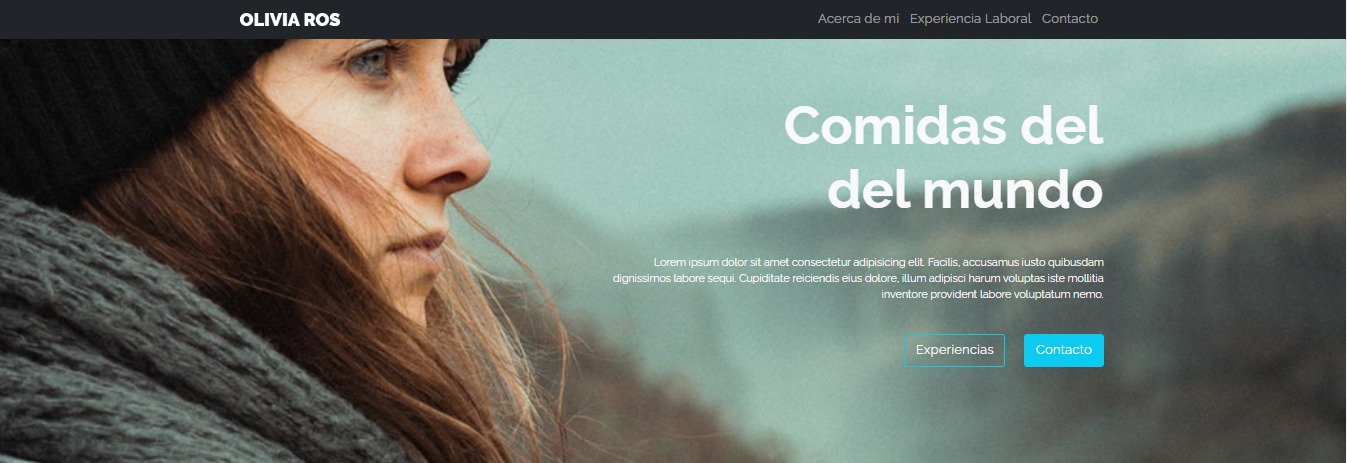 OLIVIA ROS
Acerca de mi Experiencia Laboral Contacto
Comidas del
del mundo
Lorem ipsum dolor sit amet consectetur adipisicing elit. Facilis, accusamus iusto quibusdam
dignissimos labore sequi. Cupiditate reiciendis eius dolore, illum adipisci harum voluptas iste mollitia
inventore provident labore voluptatum nemo.
Experiencias Contacto